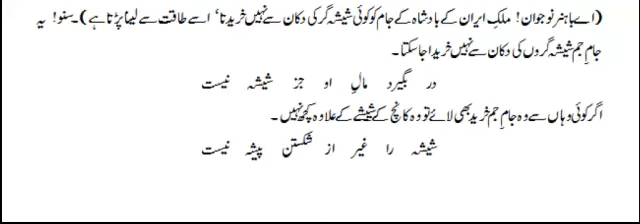 (اے باہنر نوجوان! ملکِ ایران کے بادشاہ کے جام کو کوئی شیشہ گر کی دکان سے نہیں خریدتا‘ اسے طاقت سے لینا پڑتا ہے)۔ سنو! یہ
جامِ جم شیشہ گروں کی دکان سے نہیں خریدا جا سکتا۔
در بگیرد مالِ او جز شیشہ نیست
اگر کوئی وہاں سے وہ جامِ جم خرید بھی لائے تو وہ کانچ کے شیشے کے علاوہ کچھ نہیں۔
شیشہ را غیر از شکستن پیشہ نیست